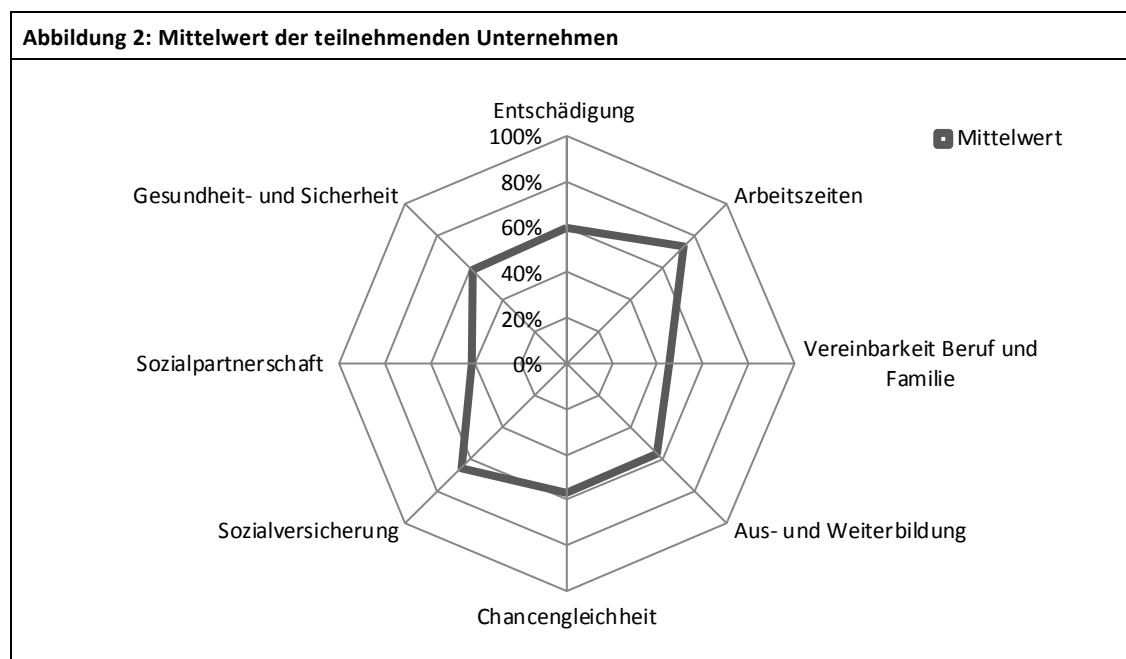 Abbildung 2: Mittelwert der teilnehmenden Unternehmen
Entschädigung
100%
Mittelwert
80%
Gesundheit- und Sicherheit
Arbeitszeiten
60%
40%
20%
Sozialpartnerschaft
0%
Vereinbarkeit Beruf und
Familie
Sozialversicherung
Aus- und Weiterbildung
Chancengleichheit